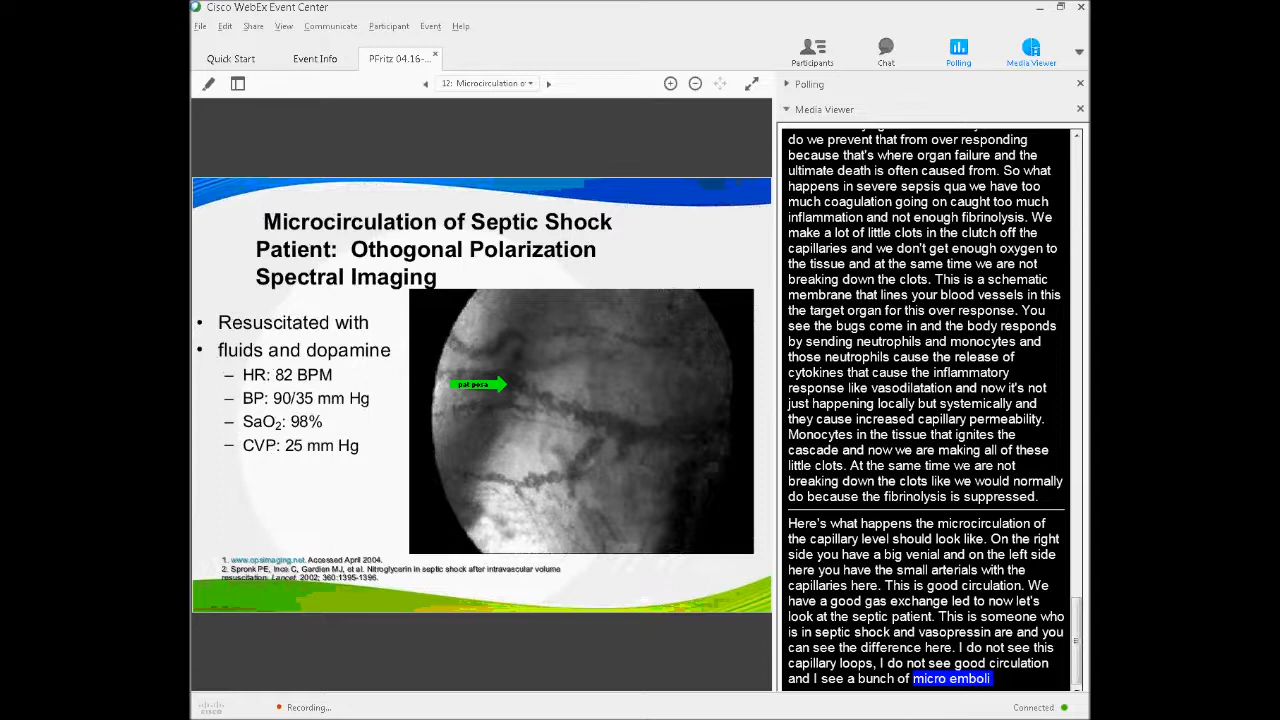 Cisco WebEx Event Center
File Edit Share View Communicate Participant Event Help
Quick Start Event Info PFritz 04.16-...
Participants Chat Polling Media Viewer
12: Microcirculation o
Polling
Media Viewer
Microcirculation of Septic Shock
Patient: Othogonal Polarization
Spectral Imaging
• Resuscitated with
• fluids and dopamine
– HR: 82 BPM
– BP: 90/35 mm Hg
– SaO2: 98%
– CVP: 25 mm Hg
1. www.opsimaging.net. Accessed April 2004.
2. Spronk PE, Ince C, Gardien MJ, et al. Nitroglycerin in septic shock after intravascular volume
resuscitation. Lancet. 2002; 360:1395-1396.
do we prevent that from over responding
because that's where organ failure and the
ultimate death is often caused from. So what
happens in severe sepsis qua we have too
much coagulation going on caught too much
inflammation and not enough fibrinolysis. We
make a lot of little clots in the clutch off the
capillaries and we don't get enough oxygen to
the tissue and at the same time we are not
breaking down the clots. This is a schematic
membrane that lines your blood vessels in this
the target organ for this over response. You
see the bugs come in and the body responds
by sending neutrophils and monocytes and
those neutrophils cause the release of
cytokines that cause the inflammatory
response like vasodilatation and now it's not
just happening locally but systemically and
they cause increased capillary permeability.
Monocytes in the tissue that ignites the
cascade and now we are making all of these
little clots. At the same time we are not
breaking down the clots like we would normally
do because the fibrinolysis is suppressed.
Here's what happens the microcirculation of
the capillary level should look like. On the right
side you have a big venial and on the left side
here you have the small arterials with the
capillaries here. This is good circulation. We
have a good gas exchange led to now let's
look at the septic patient. This is someone who
is in septic shock and vasopressin are and you
can see the difference here. I do not see this
capillary loops, I do not see good circulation
and I see a bunch of micro emboli
cisco
Recording...
Connected